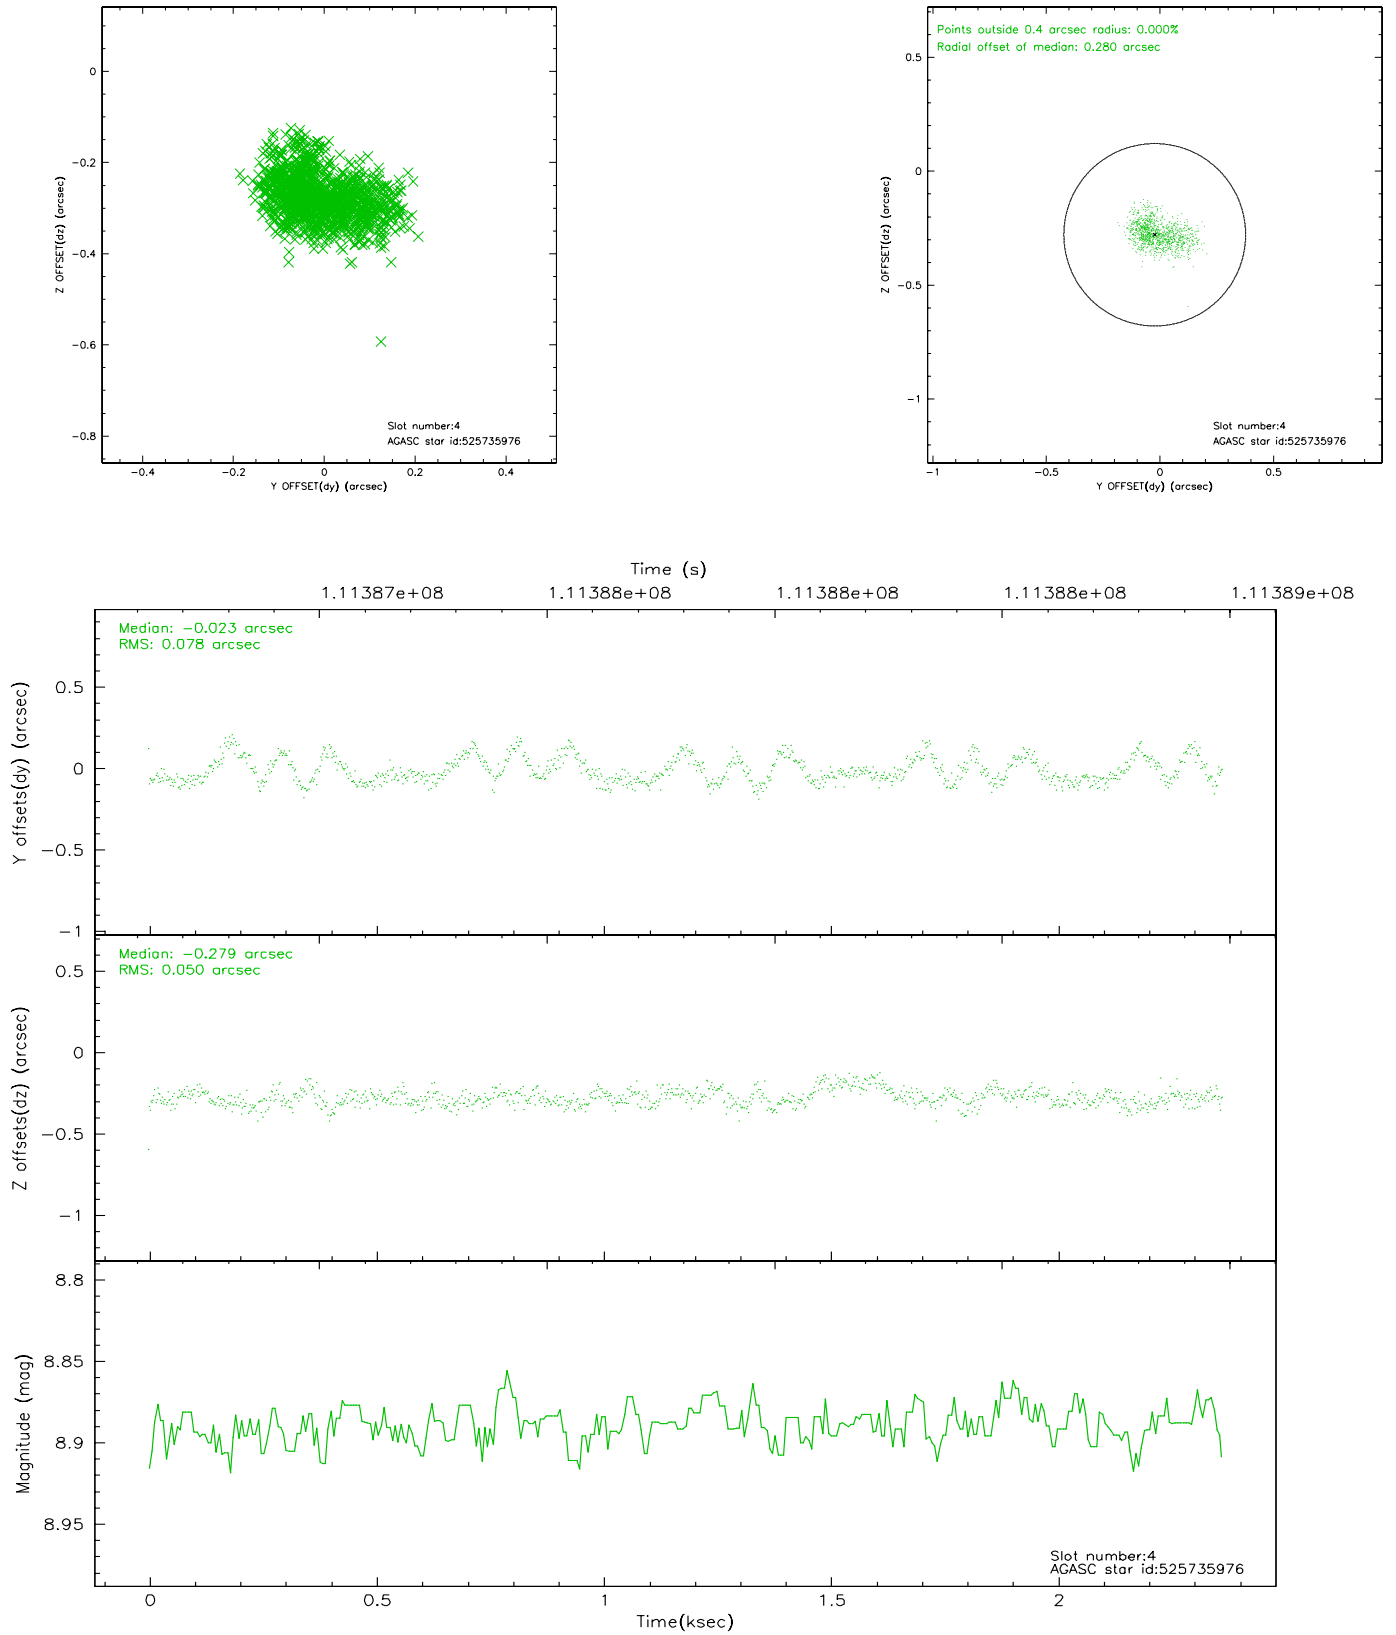 0
−0.2
−0.4
−0.6
−0.8
Z OFFSET(dz) (arcsec)
Slot number:4
AGASC star id:525735976
−0.4
−0.2
0
0.2
0.4
Y OFFSET(dy) (arcsec)
Points outside 0.4 arcsec radius: 0.000%
Radial offset of median: 0.280 arcsec
0.5
0
−0.5
−1
Z OFFSET(dz) (arcsec)
Slot number:4
AGASC star id:525735976
−1
−0.5
0
0.5
Y OFFSET(dy) (arcsec)
Time (s)
1.11387e+08
1.11388e+08
1.11388e+08
1.11388e+08
1.11389e+08
Median: −0.023 arcsec
RMS: 0.078 arcsec
0.5
0
−0.5
−1
Y offsets(dy) (arcsec)
Median: −0.279 arcsec
RMS: 0.050 arcsec
0.5
0
−0.5
−1
Z offsets(dz) (arcsec)
8.8
8.85
8.9
8.95
Magnitude (mag)
Slot number:4
AGASC star id:525735976
0
0.5
1
1.5
2
Time(ksec)